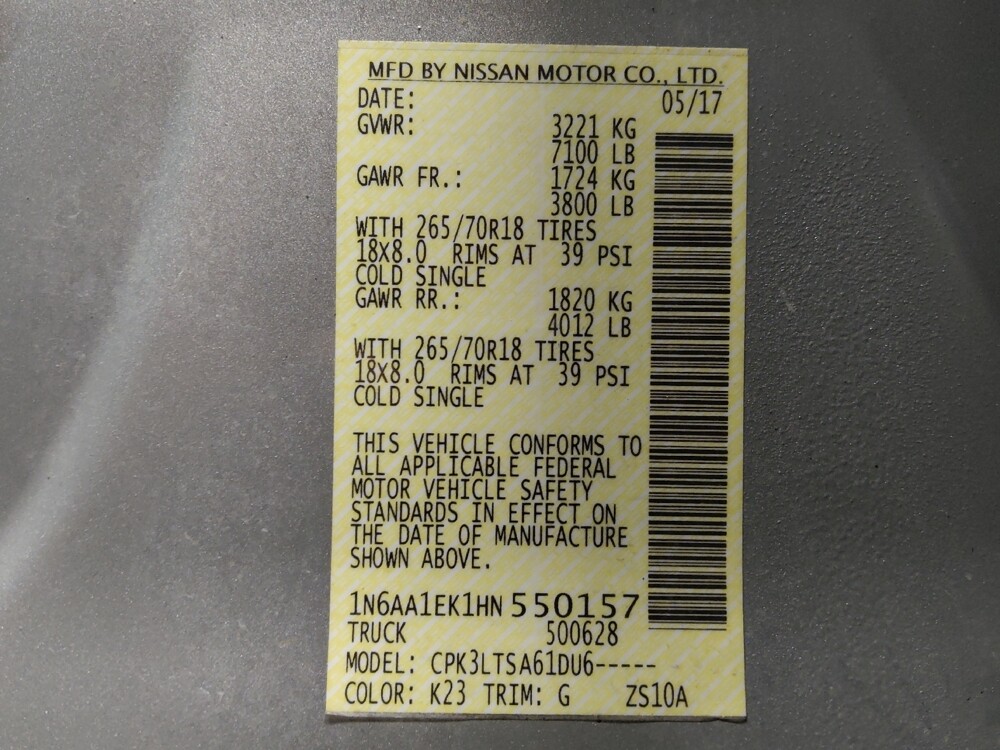 MFD BY NISSAN MOTOR CO., LTD.
DATE: 05/17
GVWR: 3221 KG
7100 LB
GAWR FR.: 1724 KG
3800 LB
WITH 265/70R18 TIRES
18X8.0 RIMS AT 39 PSI
COLD SINGLE
GAWR RR.: 1820 KG
4012 LB
WITH 265/70R18 TIRES
18X8.0 RIMS AT 39 PSI
COLD SINGLE
THIS VEHICLE CONFORMS TO
ALL APPLICABLE FEDERAL
MOTOR VEHICLE SAFETY
STANDARDS IN EFFECT ON
THE DATE OF MANUFACTURE
SHOWN ABOVE.
1N6AA1EK1HN550157
TRUCK 500628
MODEL: CPK3LTSA61DU6-----
COLOR: K23 TRIM: G ZS10A